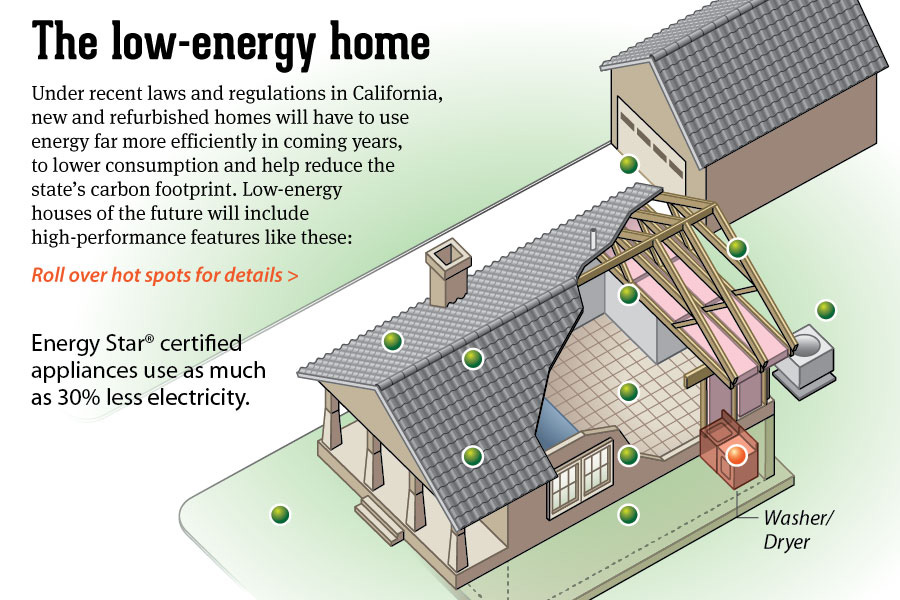 The low-energy home
Under recent laws and regulations in California,
new and refurbished homes will have to use
energy far more efficiently in coming years,
to lower consumption and help reduce the
state’s carbon footprint. Low-energy
houses of the future will include
high-performance features like these:
Roll over hot spots for details >
Energy Star® certified
appliances use as much
as 30% less electricity.
Washer/
Dryer